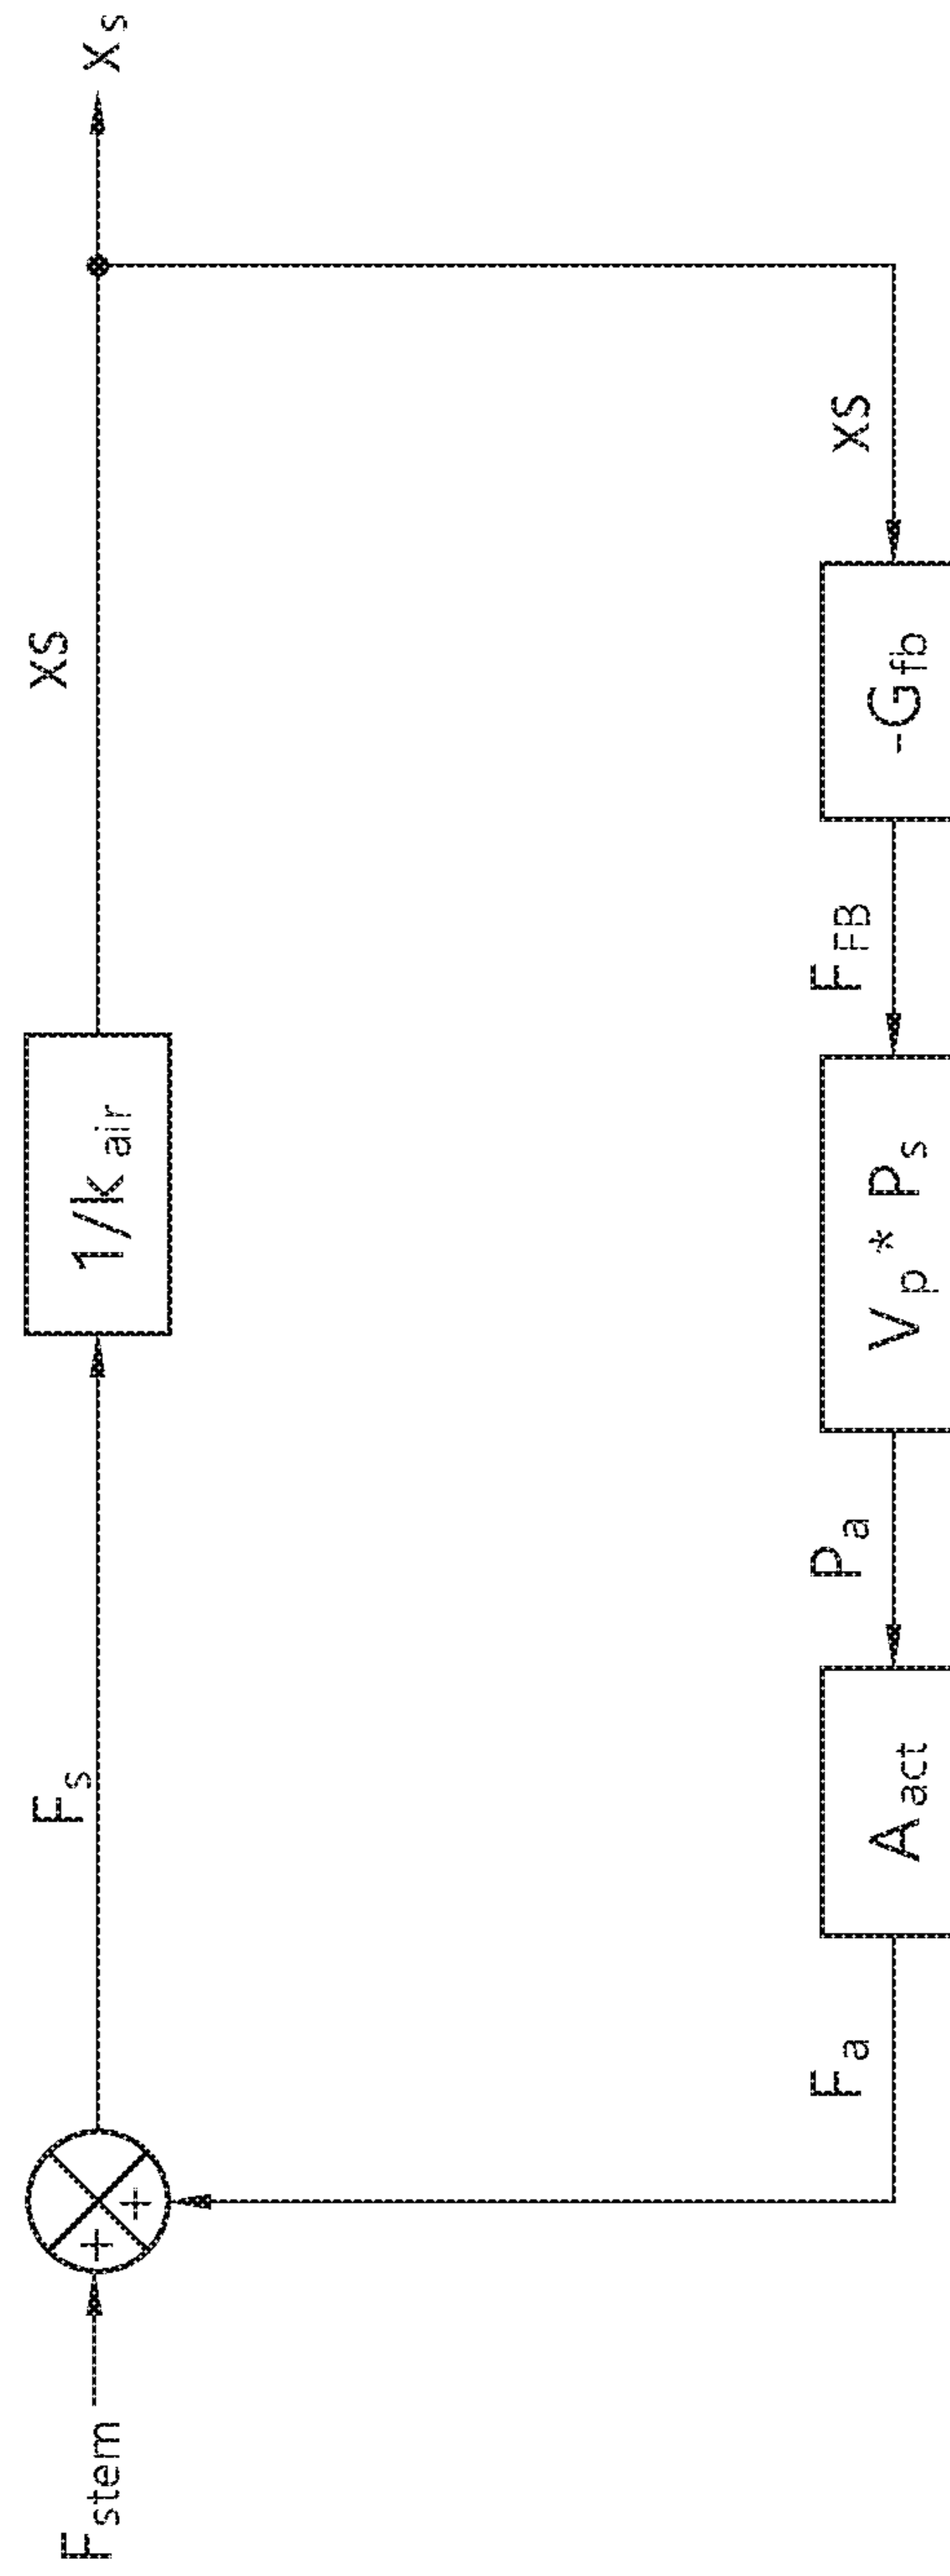 Fstem
+
+
Fs
1/k air
xs
xs
xs
-Gfb
FFB
Vp * Ps
Pa
Aact
Fa